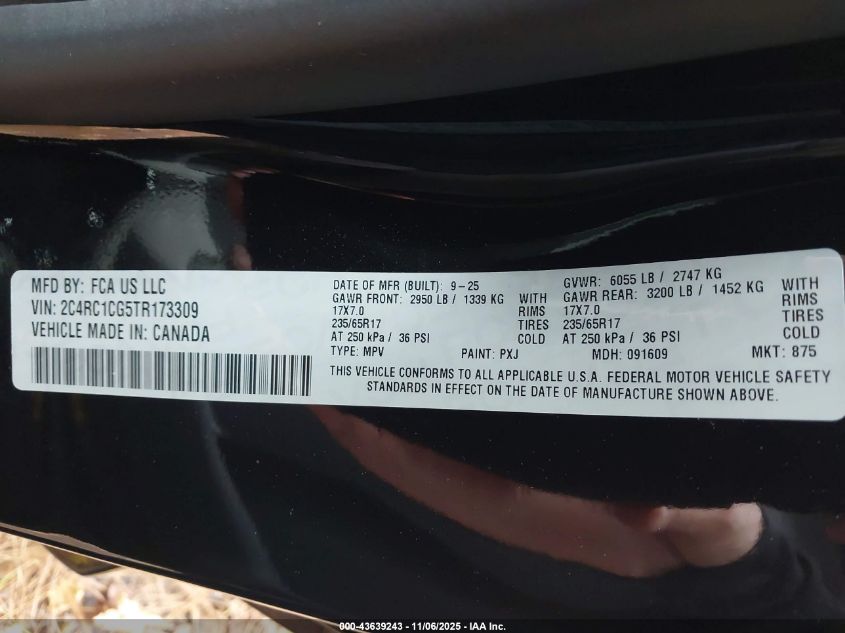 MFD BY: FCA US LLC
VIN: 2C4RC1CG5TR173309
VEHICLE MADE IN: CANADA
DATE OF MFR (BUILT): 9-25
GAWR FRONT: 2950 LB / 1339 KG WITH
17X7.0 RIMS
235/65R17 TIRES
AT 250 kPa / 36 PSI COLD
TYPE: MPV PAINT: PXJ
GVWR: 6055 LB / 2747 KG
GAWR REAR: 3200 LB / 1452 KG WITH
17X7.0 RIMS
235/65R17 TIRES
AT 250 kPa / 36 PSI COLD
MDH: 091609 MKT: 875
THIS VEHICLE CONFORMS TO ALL APPLICABLE U.S.A. FEDERAL MOTOR VEHICLE SAFETY
STANDARDS IN EFFECT ON THE DATE OF MANUFACTURE SHOWN ABOVE.
000-43639243 - 11/06/2025 - IAA Inc.